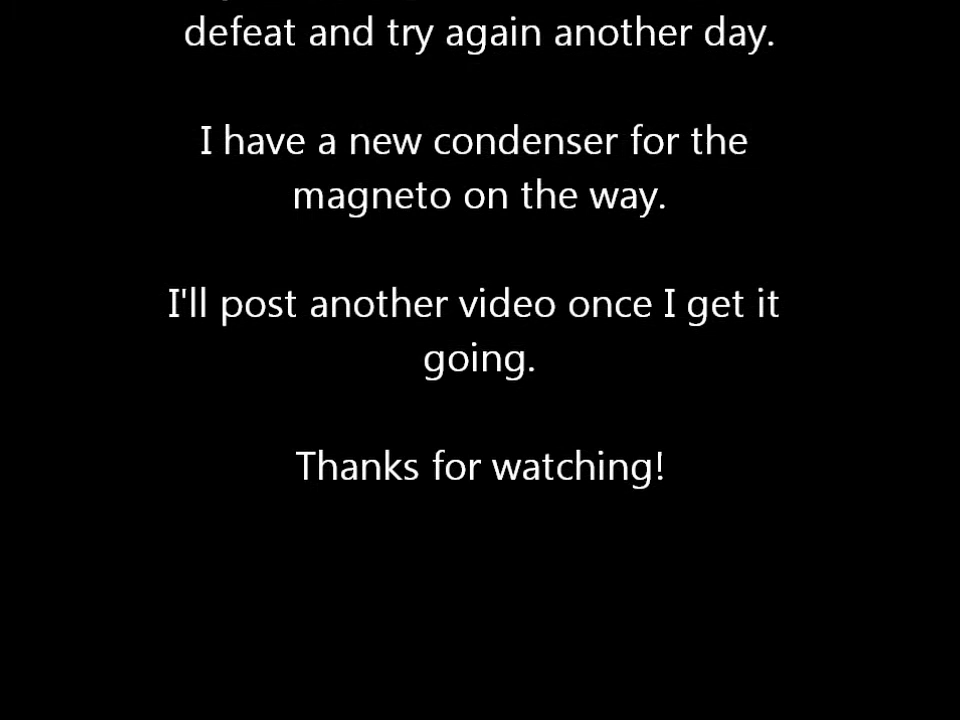 defeat and try again another day.
I have a new condenser for the
magneto on the way.
I'll post another video once I get it
going.
Thanks for watching!